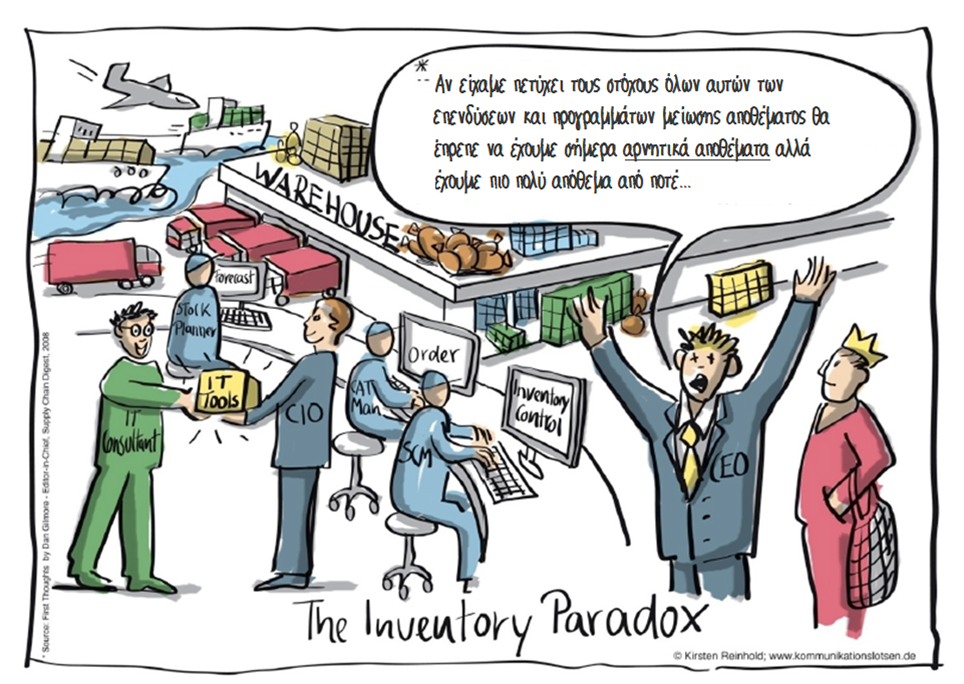 * Αν είχαμε πετύχει τους στόχους όλων αυτών των
επενδύσεων και προγραμμάτων μείωσης αποθέματος θα
έπρεπε να έχουμε σήμερα αρνητικά αποθέματα αλλά
έχουμε πιο πολύ απόθεμα από ποτέ...
WAREHOUSE
Forecast
Stock
Planner
IT
Tools
IT
Consultant
CIO
CAT
Man
Order
SCM
Inventory
Control
CEO
The Inventory Paradox
* Source: First Thoughts by Dan Gilmore - Editor-in-Chief, Supply Chain Digest, 2008
© Kirsten Reinhold; www.kommunikationslotsen.de